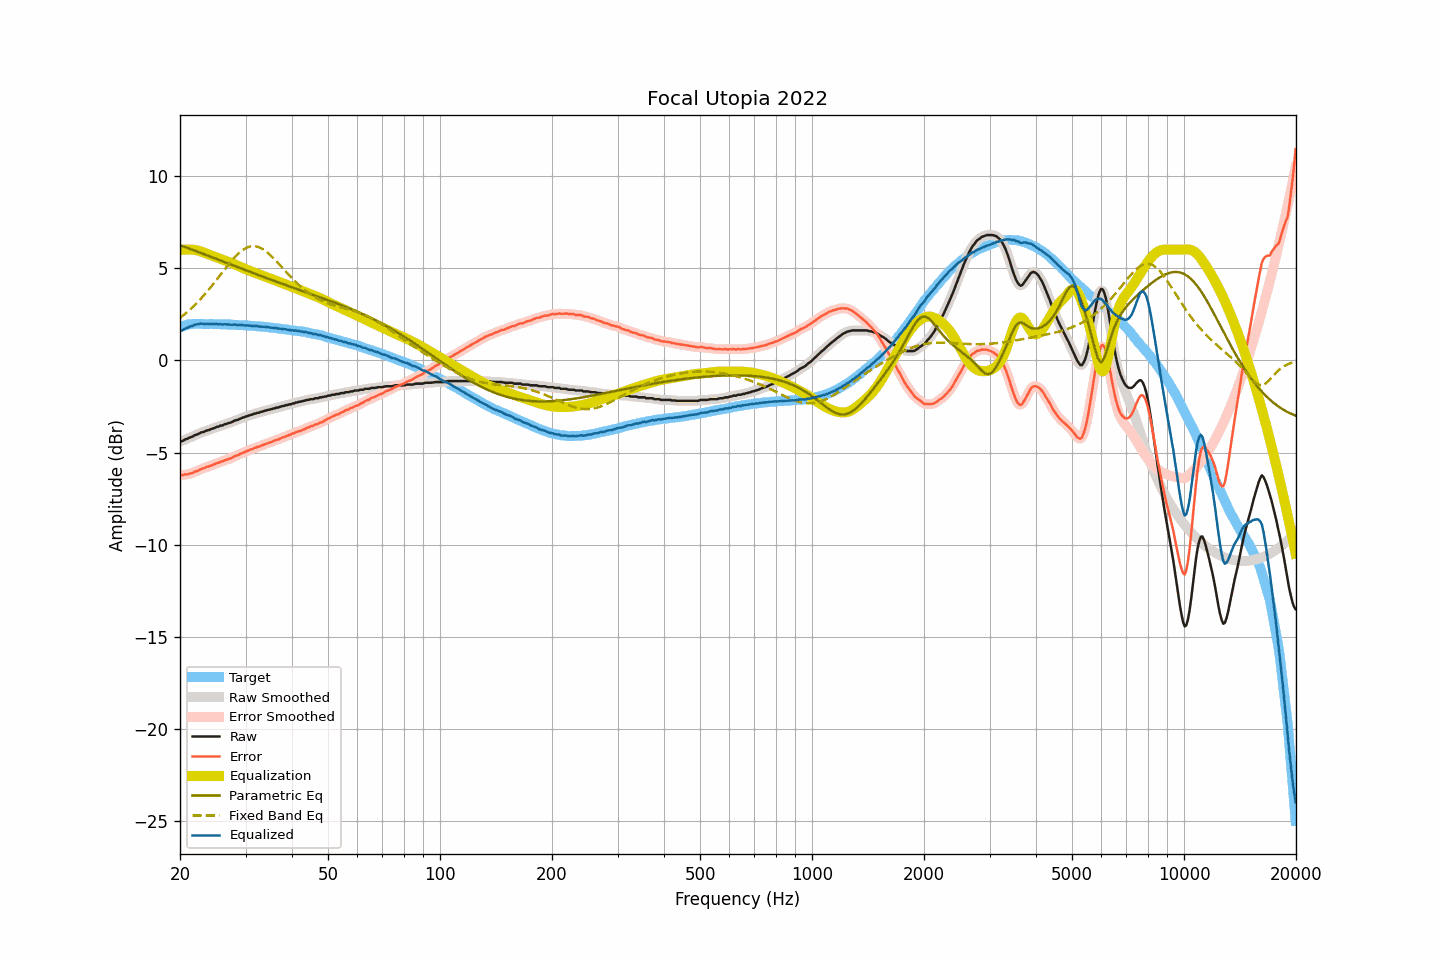 Focal Utopia 2022
Amplitude (dBr)
10
5
0
−5
−10
−15
−20
−25
Target
Raw Smoothed
Error Smoothed
Raw
Error
Equalization
Parametric Eq
Fixed Band Eq
Equalized
20 50 100 200 500 1000 2000 5000 10000 20000
Frequency (Hz)